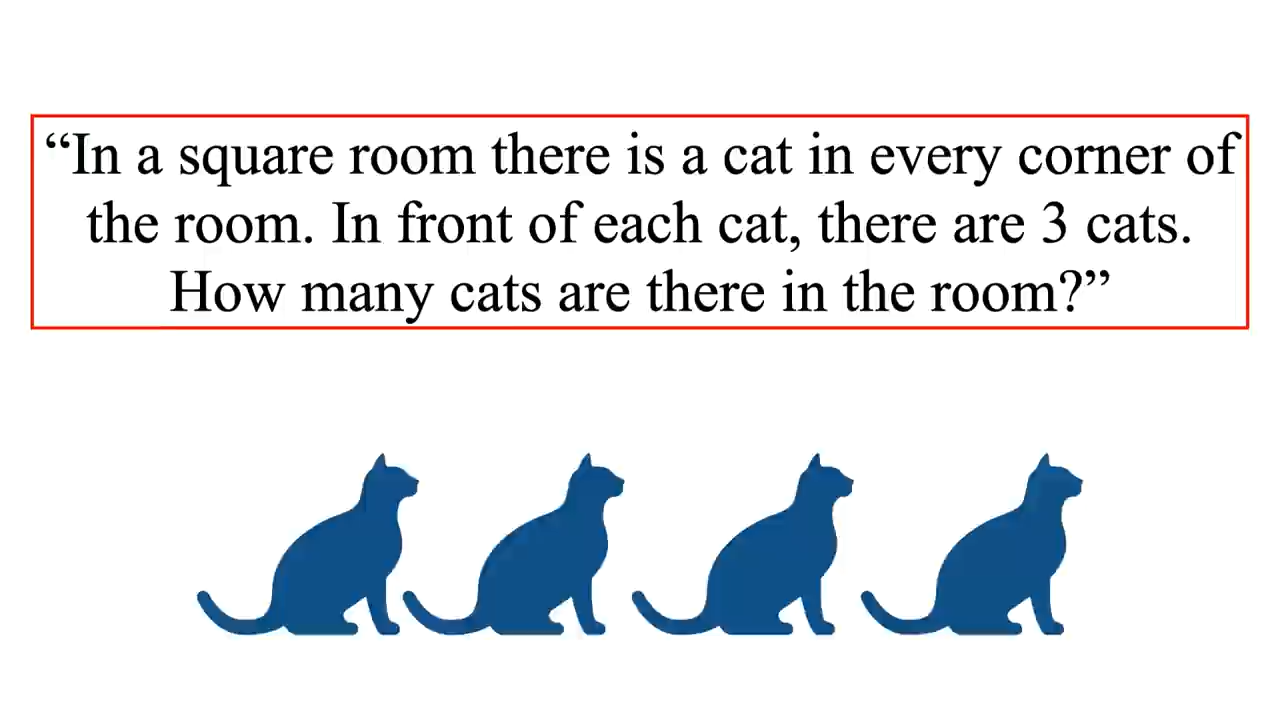 “In a square room there is a cat in every corner of
the room. In front of each cat, there are 3 cats.
How many cats are there in the room?”